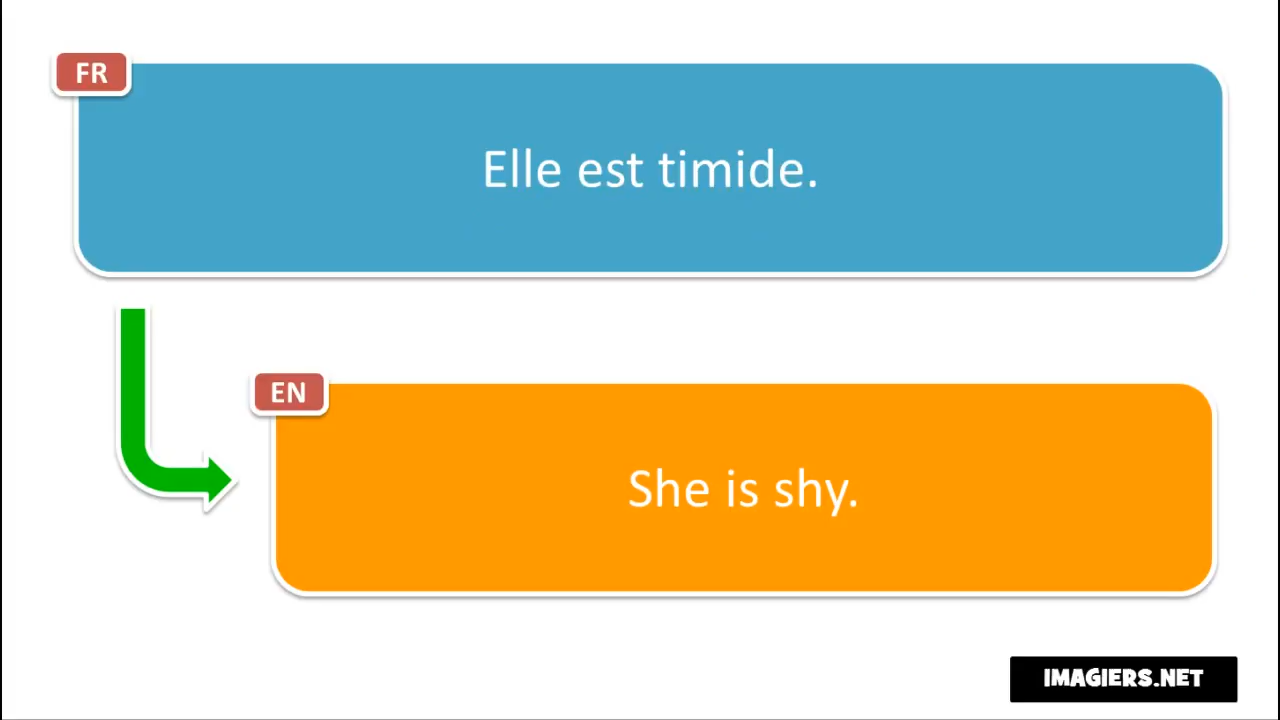 FR
Elle est timide.
EN
She is shy.
IMAGIERS.NET